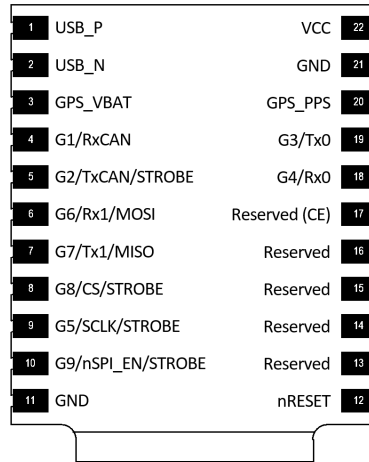 1 USB_P VCC 22
2 USB_N GND 21
3 GPS_VBAT GPS_PPS 20
4 G1/RxCAN G3/Tx0 19
5 G2/TxCAN/STROBE G4/Rx0 18
6 G6/Rx1/MOSI Reserved (CE) 17
7 G7/Tx1/MISO Reserved 16
8 G8/CS/STROBE Reserved 15
9 G5/SCLK/STROBE Reserved 14
10 G9/nSPI_EN/STROBE Reserved 13
11 GND nRESET 12